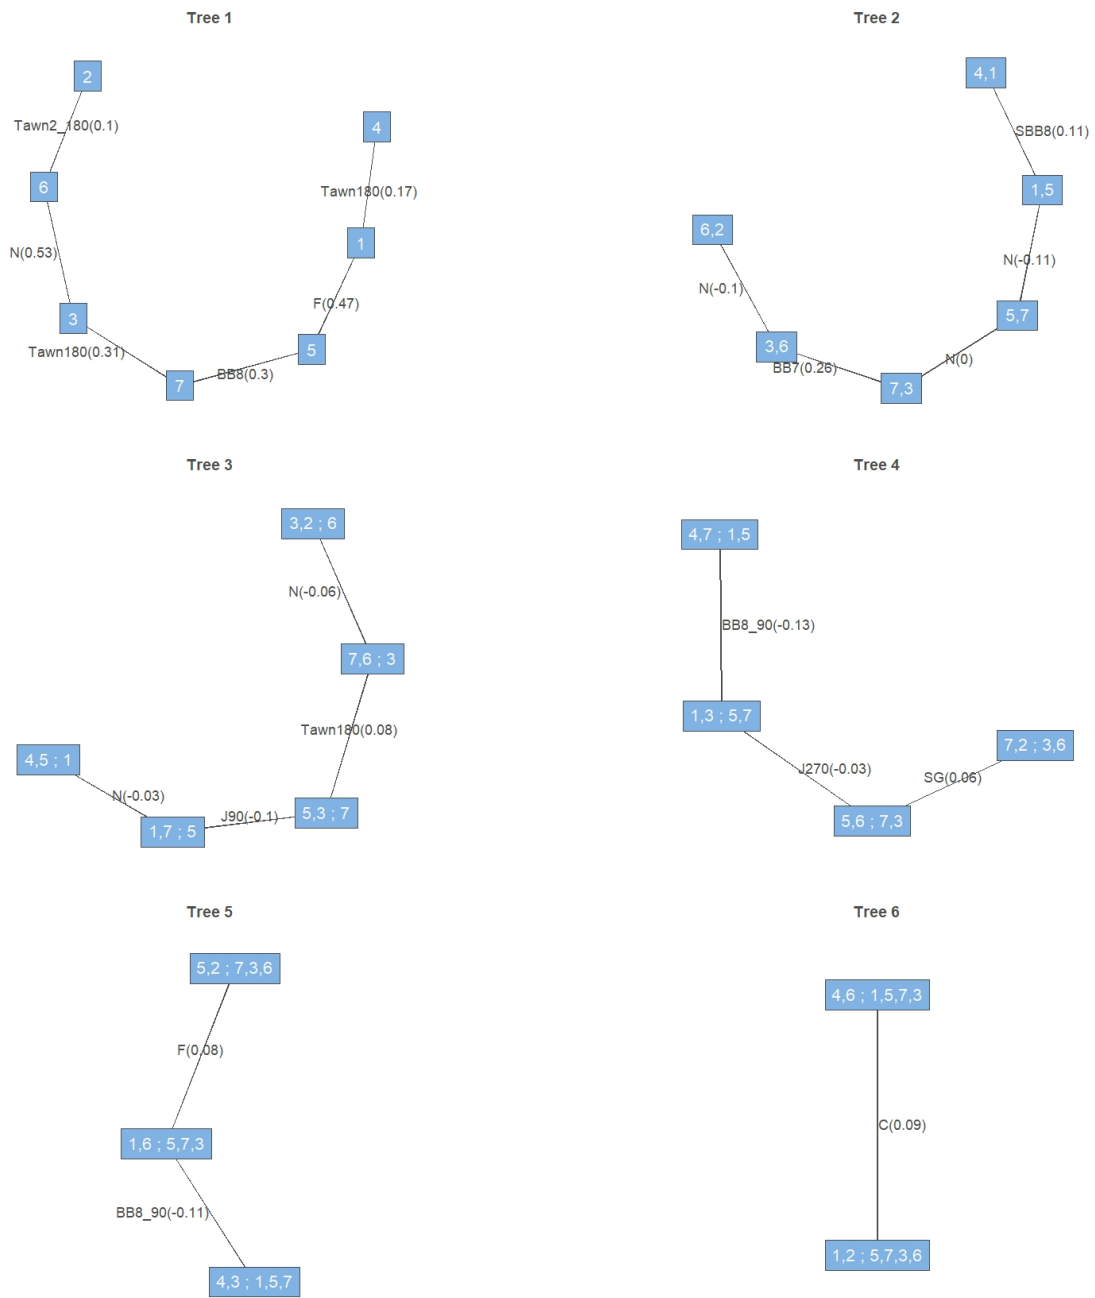 Tree 1
2
Tawn2_180(0.1)
4
6
Tawn180(0.17)
1
N(0.53)
F(0.47)
3
Tawn180(0.31)
5
BB8(0.3)
7
Tree 2
4,1
SBB8(0.11)
1,5
6,2
N(-0.11)
N(-0.1)
5,7
3,6
BB7(0.26)
N(0)
7,3
Tree 3
3,2 ; 6
N(-0.06)
7,6 ; 3
Tawn180(0.08)
4,5 ; 1
N(-0.03)
5,3 ; 7
J90(-0.1)
1,7 ; 5
Tree 4
4,7 ; 1,5
BB8_90(-0.13)
1,3 ; 5,7
7,2 ; 3,6
J270(-0.03)
SG(0.06)
5,6 ; 7,3
Tree 5
5,2 ; 7,3,6
F(0.08)
1,6 ; 5,7,3
BB8_90(-0.11)
4,3 ; 1,5,7
Tree 6
4,6 ; 1,5,7,3
C(0.09)
1,2 ; 5,7,3,6